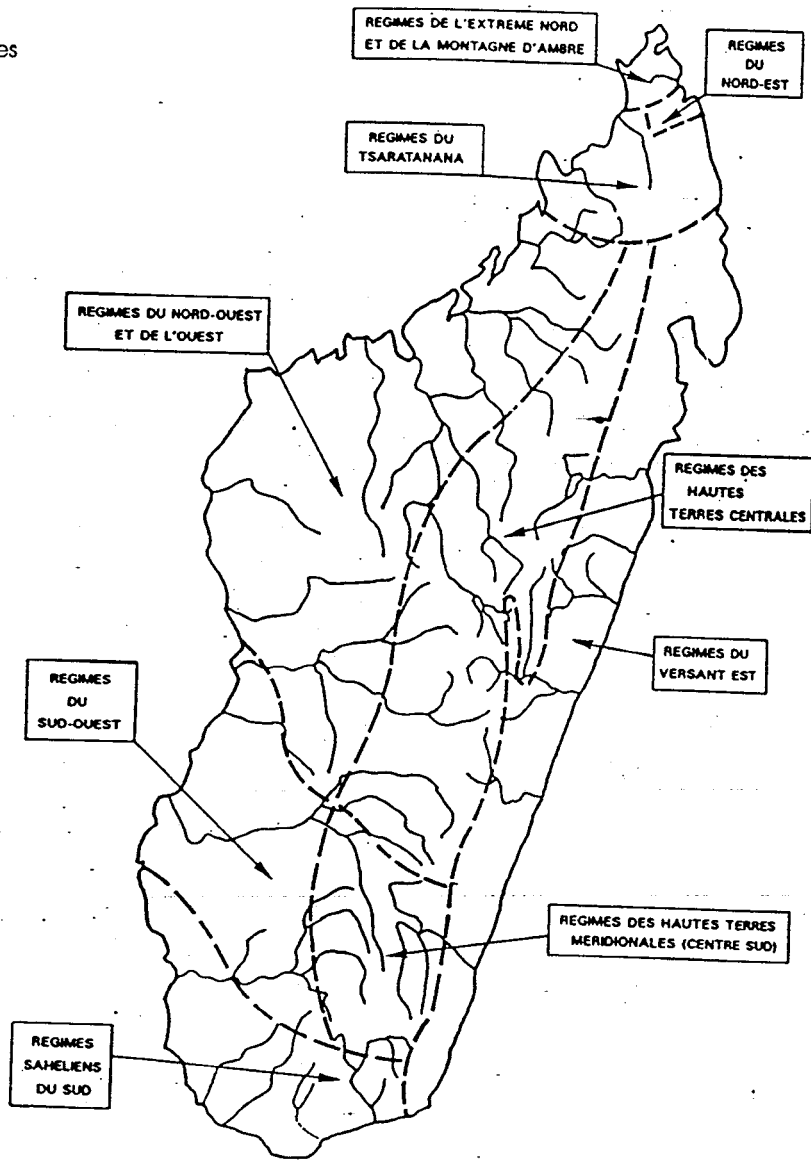 es
REGIMES DE L'EXTREME NORD
ET DE LA MONTAGNE D'AMBRE
REGIMES
DU
NORD-EST
REGIMES DU
TSARATANANA
REGIMES DU NORD-OUEST
ET DE L'OUEST
REGIMES DES
HAUTES
TERRES CENTRALES
REGIMES DU
VERSANT EST
REGIMES
DU
SUD-OUEST
REGIMES DES HAUTES TERRES
MERIDIONALES (CENTRE SUD)
REGIMES
SAHELIENS
DU SUD